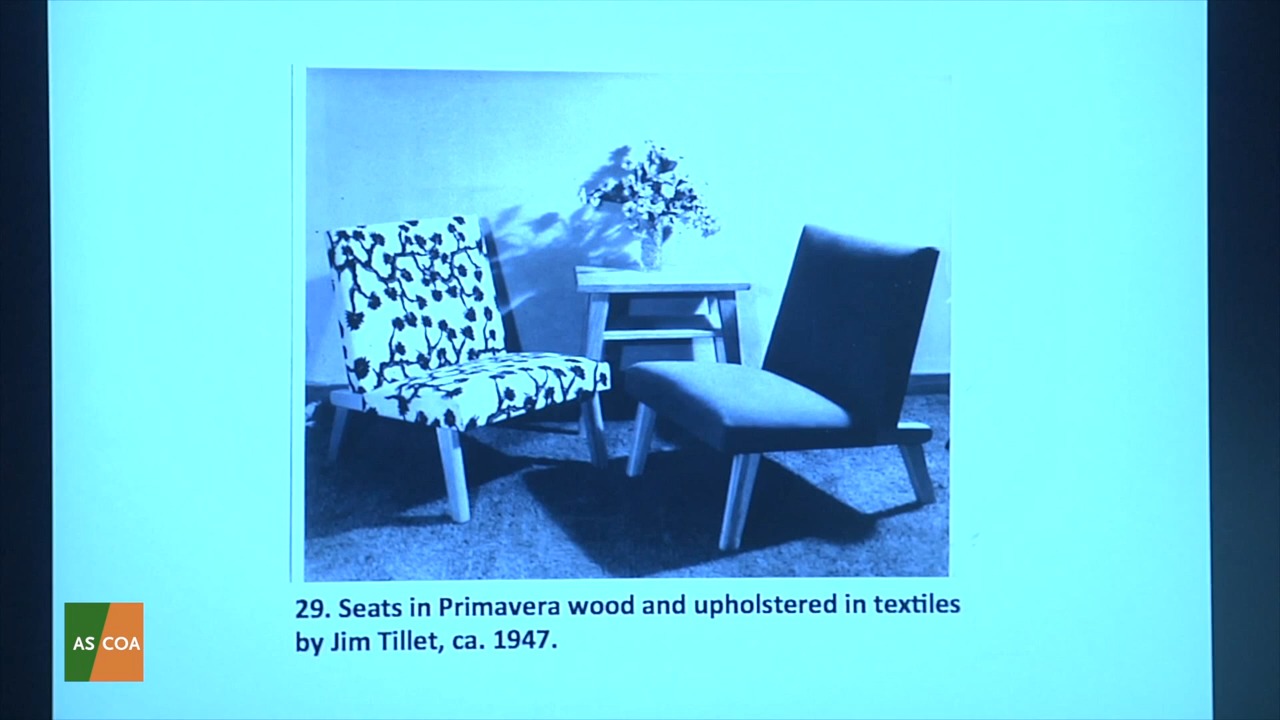 29. Seats in Primavera wood and upholstered in textiles
by Jim Tillet, ca. 1947.
AS COA